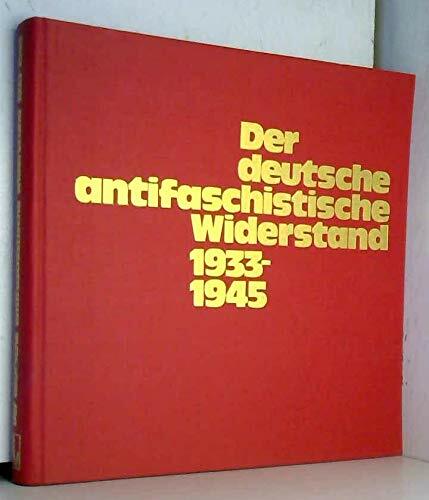 Der
deutsche
antifaschistische
Widerstand
1933-
1945